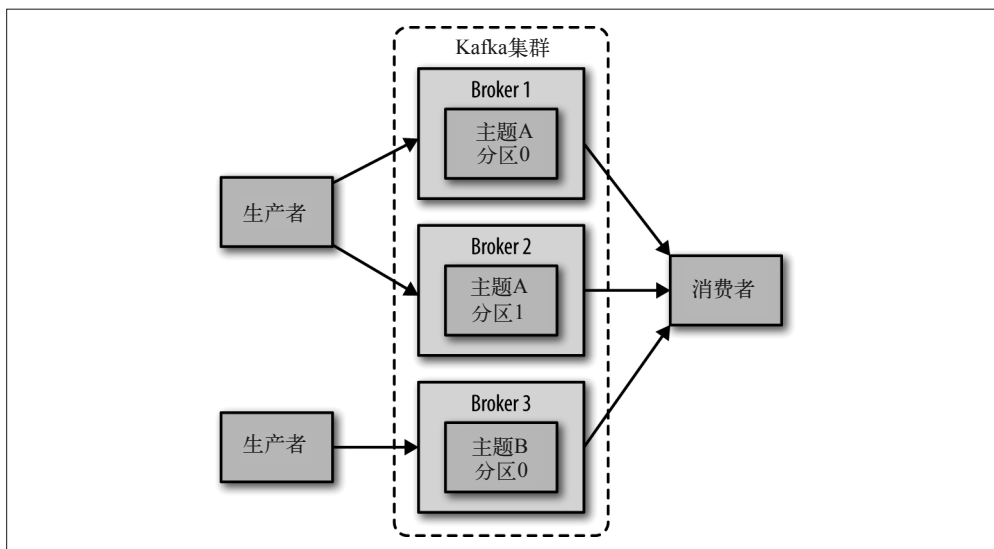 Kafka集群
Broker 1
主题A
分区0
生产者
Broker 2
主题A
分区1
消费者
Broker 3
生产者
主题B
分区0